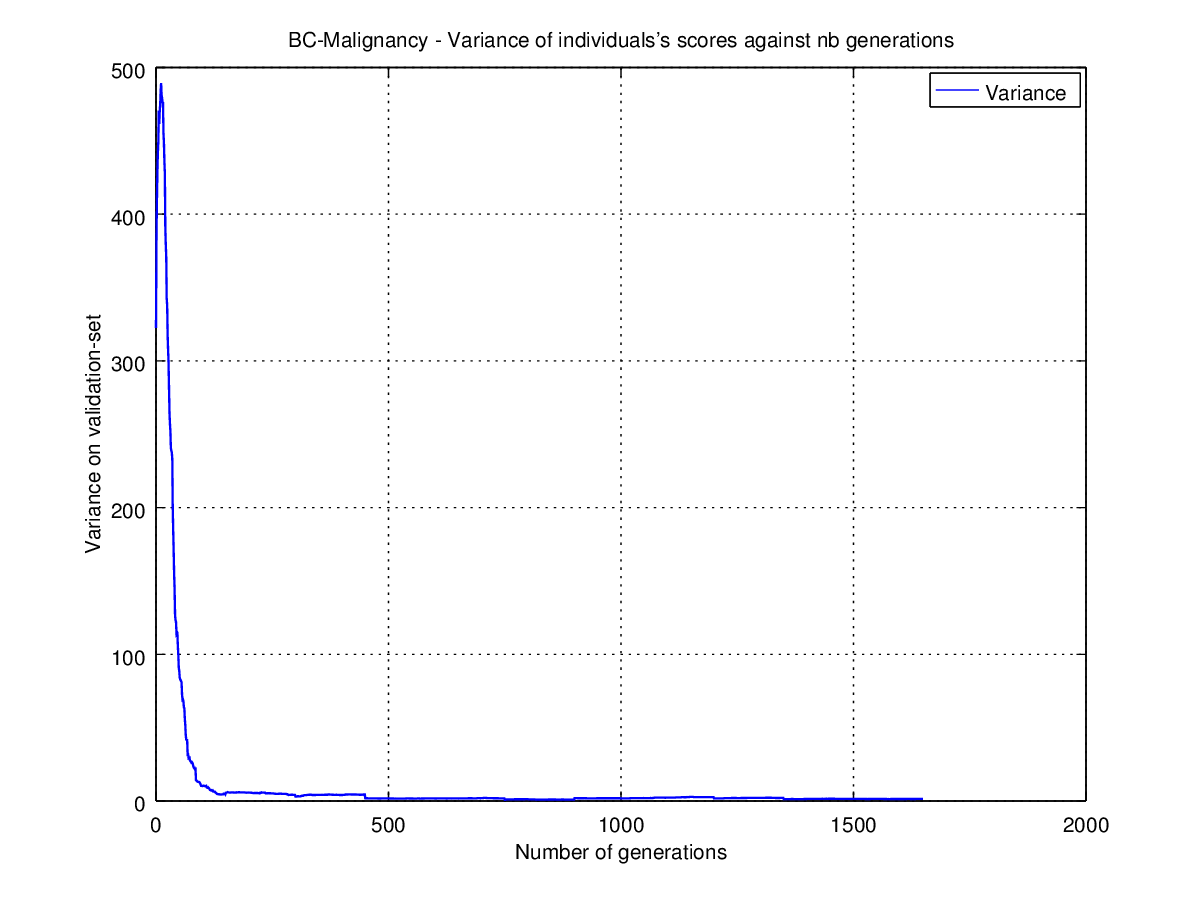 BC-Malignancy - Variance of individuals's scores against nb generations
Variance
500
400
300
200
100
0
Variance on validation-set
0 500 1000 1500 2000
Number of generations